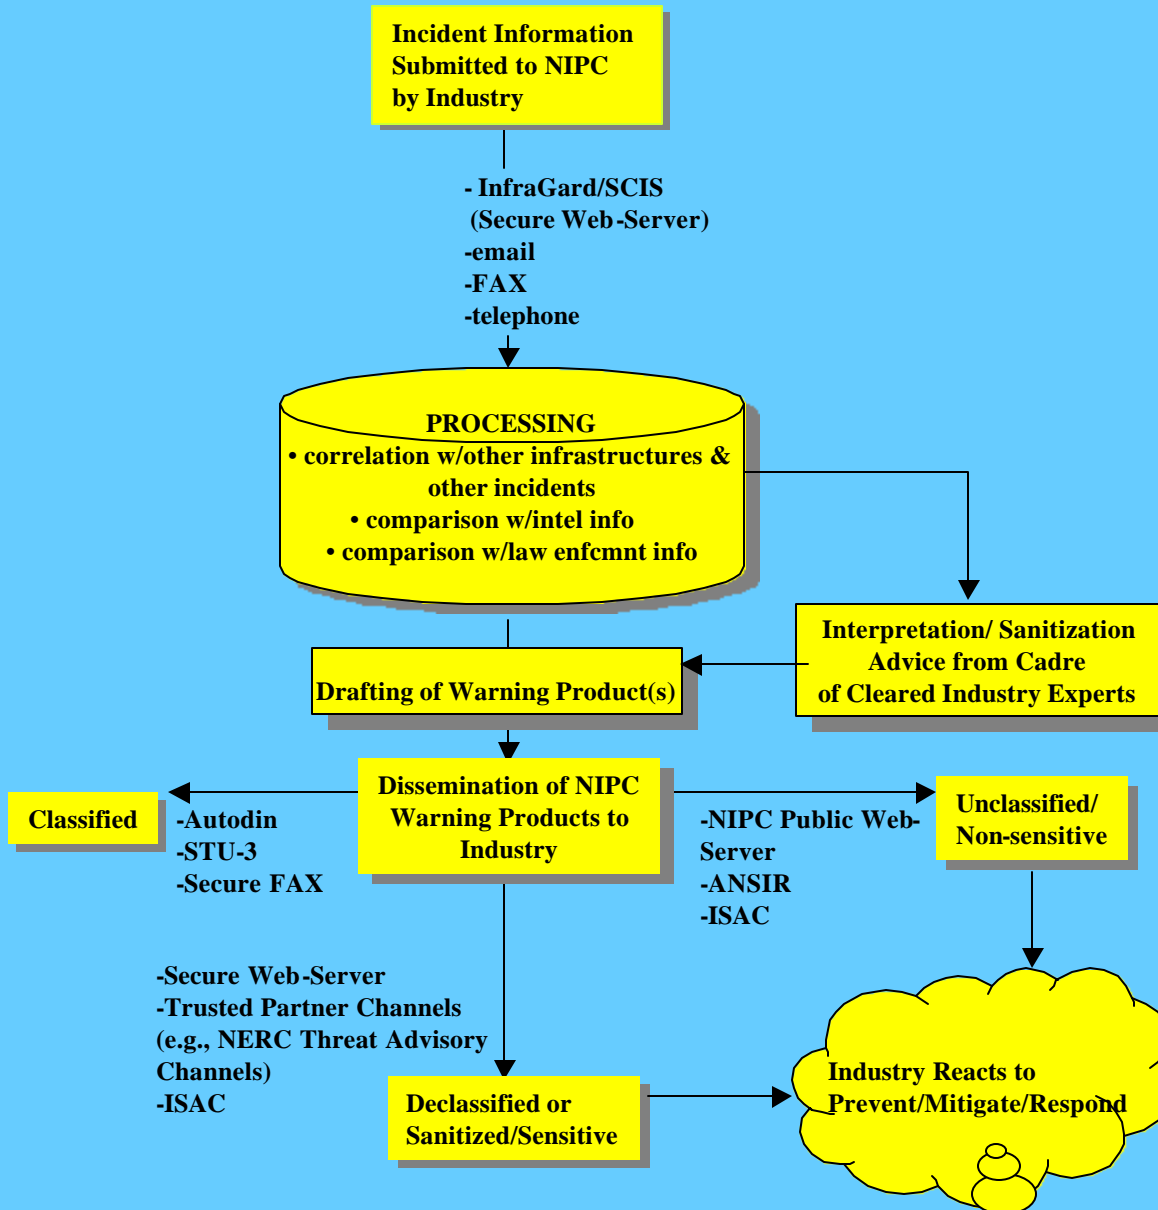 Incident Information
Submitted to NIPC
by Industry
- InfraGard/SCIS
(Secure Web-Server)
-email
-FAX
-telephone
PROCESSING
• correlation w/other infrastructures &
other incidents
• comparison w/intel info
• comparison w/law enfcmnt info
Interpretation/ Sanitization
Advice from Cadre
of Cleared Industry Experts
Drafting of Warning Product(s)
Dissemination of NIPC
Warning Products to
Industry
Classified
-Autodin
-STU-3
-Secure FAX
-NIPC Public Web-
Server
-ANSIR
-ISAC
Unclassified/
Non-sensitive
-Secure Web-Server
-Trusted Partner Channels
(e.g., NERC Threat Advisory
Channels)
-ISAC
Declassified or
Sanitized/Sensitive
Industry Reacts to
Prevent/Mitigate/Respond